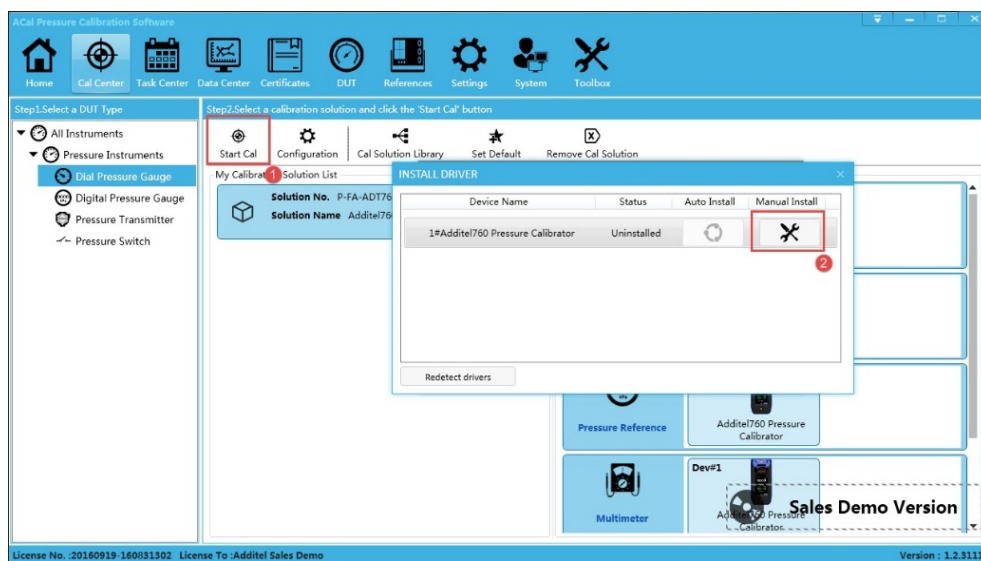 ACal Pressure Calibration Software
Home
Cal Center
Task Center
Data Center
Certificates
DUT
References
Settings
System
Toolbox
Step1.Select a DUT Type
Step2.Select a calibration solution and click the 'Start Cal' button
All Instruments
Pressure Instruments
Dial Pressure Gauge
Digital Pressure Gauge
Pressure Transmitter
Pressure Switch
Start Cal
Configuration
Cal Solution Library
Set Default
Remove Cal Solution
1
My Calibrat Solution List
Solution No. P-FA-ADT76
Solution Name Additel76
INSTALL DRIVER
Device Name Status Auto Install Manual Install
1#Additel760 Pressure Calibrator Uninstalled
2
Redetect drivers
Pressure Reference
Additel760 Pressure
Calibrator
Multimeter
Dev#1
Additel760 Pressure
Calibrator
Sales Demo Version
License No. :20160919-160831302 License To :Additel Sales Demo
Version : 1.2.3111